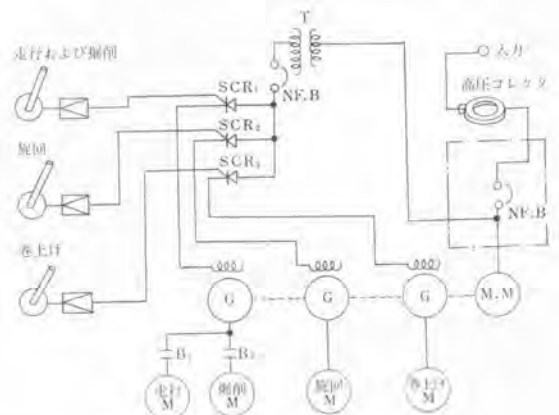 走行および掘削
旋回
巻上げ
T
NF.B
SCR₁
SCR₂
SCR₃
入力
高圧コレクタ
NF.B
G
G
G
M.M
B₁
B₂
走行
M
掘削
M
旋回
M
巻上げ
M